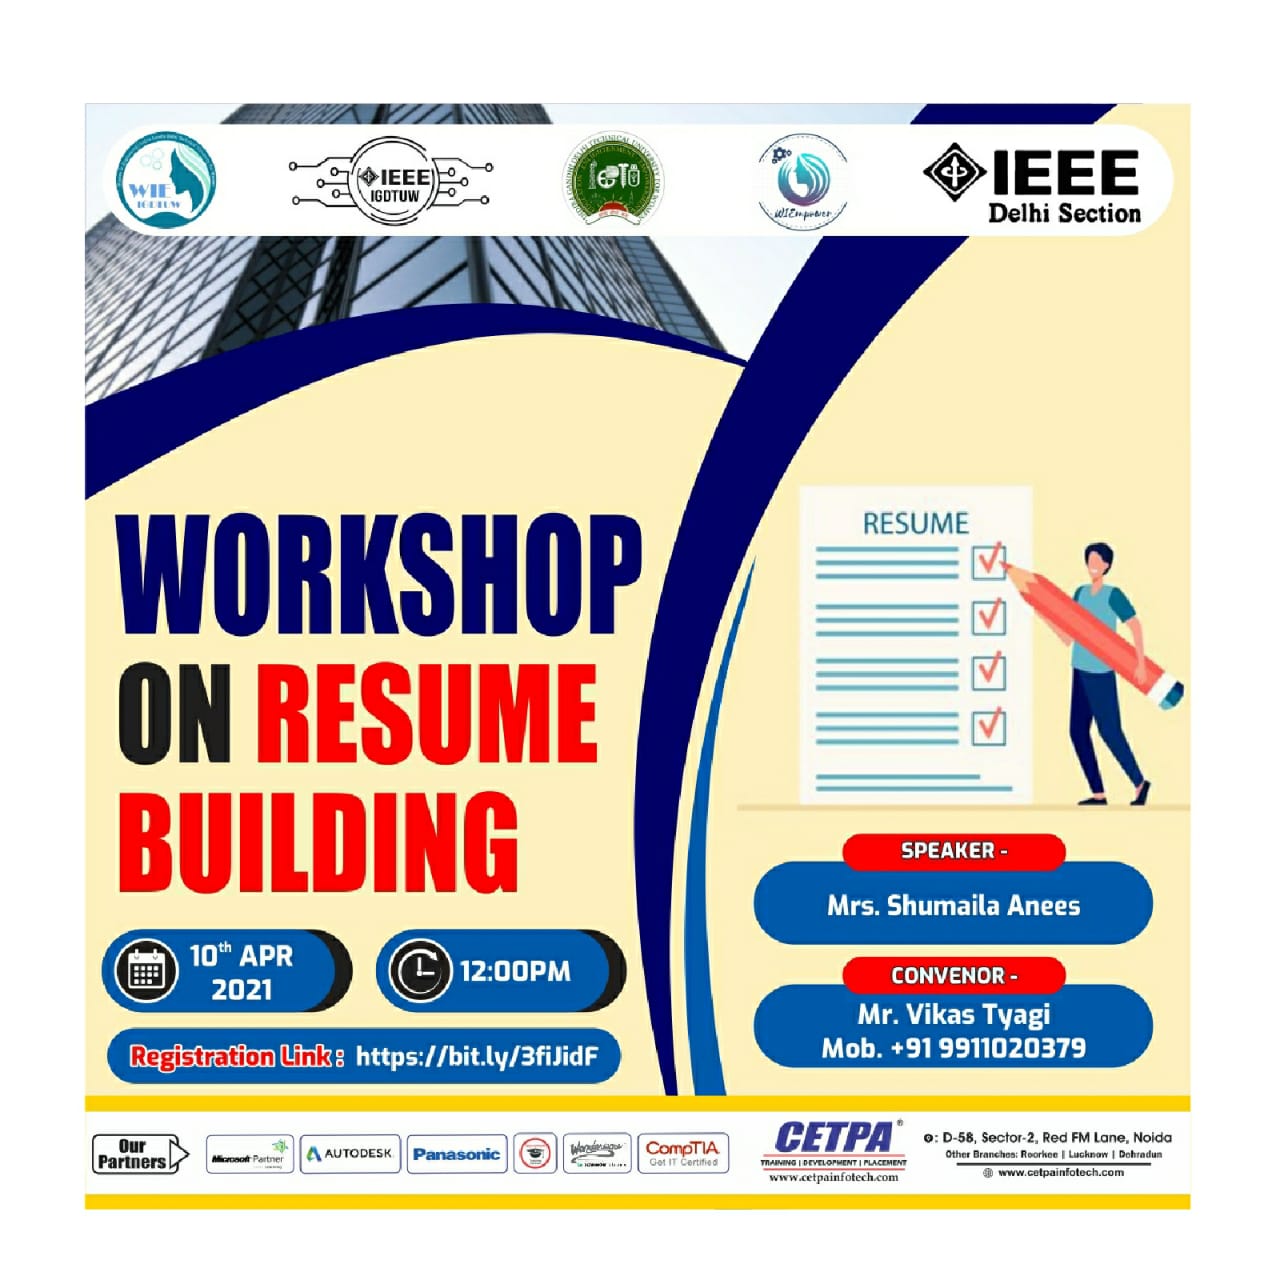 WIE
IGDTUW
IEEE
IGDTUW
WIEmpower
IEEE
Delhi Section
WORKSHOP
ON RESUME
BUILDING
RESUME
10th APR
2021
12:00PM
Registration Link : https://bit.ly/3fiJidF
SPEAKER -
Mrs. Shumaila Anees
CONVENOR -
Mr. Vikas Tyagi
Mob. +91 9911020379
Our
Partners
Microsoft Partner
AUTODESK
Panasonic
Wonderware
CompTIA
Get IT Certified
CETPA®
TRAINING | DEVELOPMENT | PLACEMENT
www.cetpainfotech.com
: D-58, Sector-2, Red FM Lane, Noida
Other Branches: Roorkee | Lucknow | Dehradun
www.cetpainfotech.com